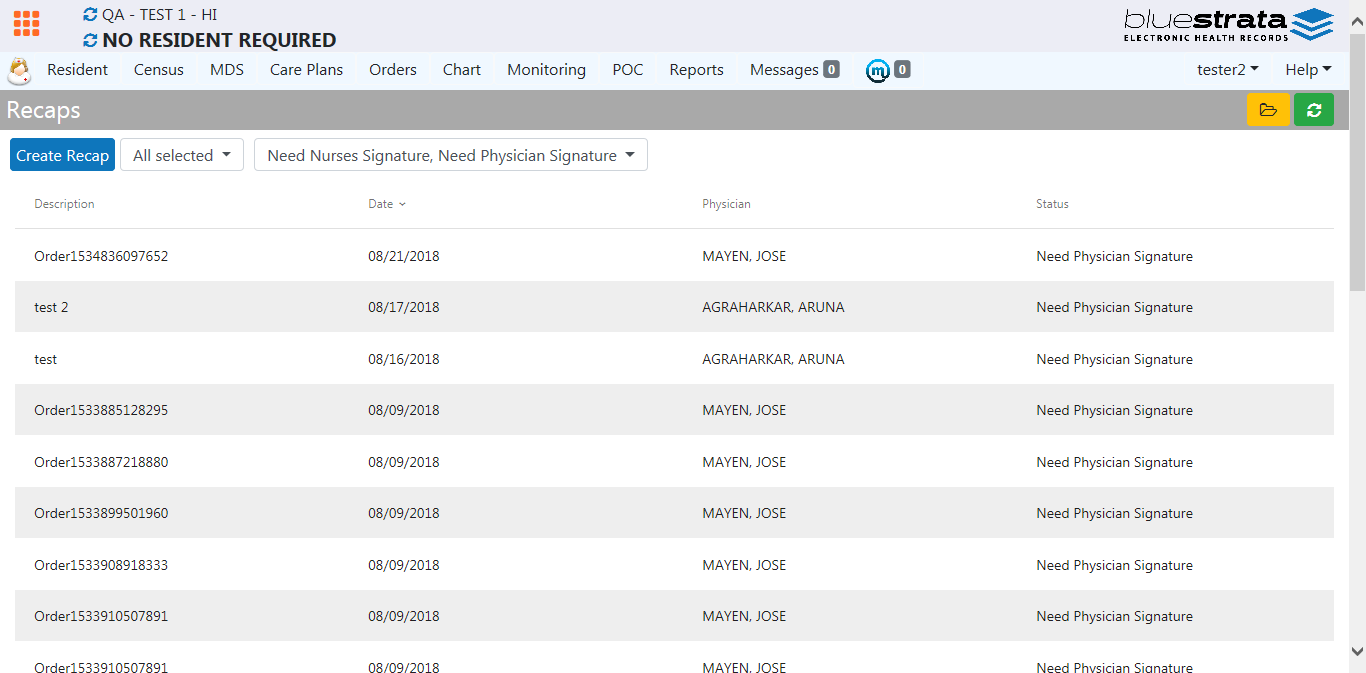 QA - TEST 1 - HI
NO RESIDENT REQUIRED
bluestrata
ELECTRONIC HEALTH RECORDS
Resident Census MDS Care Plans Orders Chart Monitoring POC Reports Messages 0 m 0 tester2 Help
Recaps
Create Recap All selected Need Nurses Signature, Need Physician Signature
Description Date Physician Status
Order1534836097652 08/21/2018 MAYEN, JOSE Need Physician Signature
test 2 08/17/2018 AGRAHARKAR, ARUNA Need Physician Signature
test 08/16/2018 AGRAHARKAR, ARUNA Need Physician Signature
Order1533885128295 08/09/2018 MAYEN, JOSE Need Physician Signature
Order1533887218880 08/09/2018 MAYEN, JOSE Need Physician Signature
Order1533899501960 08/09/2018 MAYEN, JOSE Need Physician Signature
Order1533908918333 08/09/2018 MAYEN, JOSE Need Physician Signature
Order1533910507891 08/09/2018 MAYEN, JOSE Need Physician Signature
Order1533910507891 08/09/2018 MAYEN, JOSE Need Physician Signature